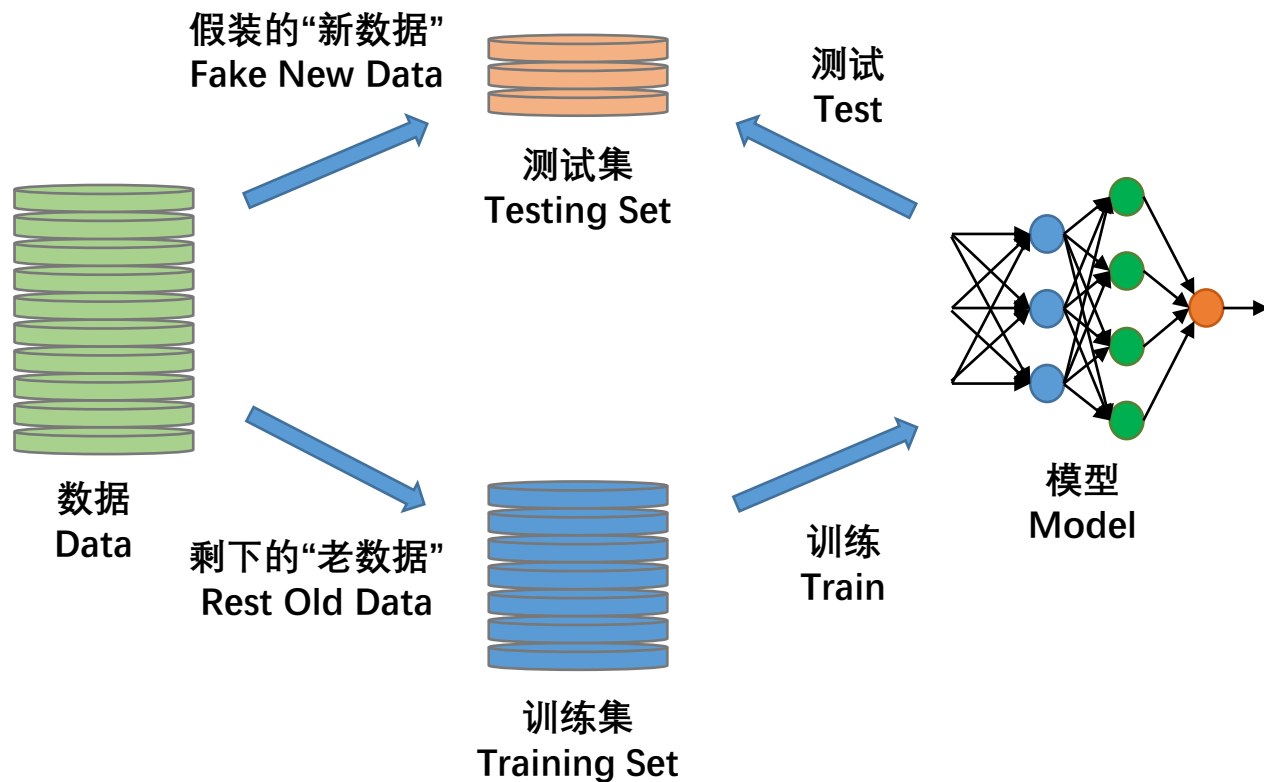 假装的“新数据”
Fake New Data
测试
Test
测试集
Testing Set
数据
Data
模型
Model
剩下的“老数据”
Rest Old Data
训练
Train
训练集
Training Set